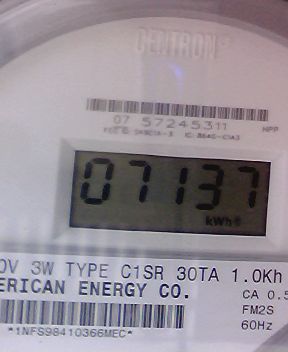 CENTRON
07 57245311
HPP
07137
kWh
0V 3W TYPE C1SR 30TA 1.0Kh
ERICAN ENERGY CO.
CA 0.5
FM2S
60Hz
*1NFS98410366MEC*